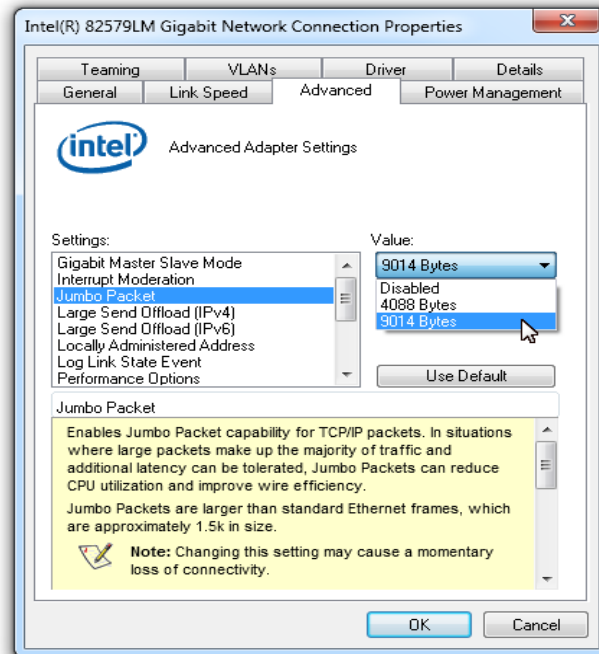 Intel(R) 82579LM Gigabit Network Connection Properties
Teaming VLANs Driver Details
General Link Speed Advanced Power Management
intel Advanced Adapter Settings
Settings: Value:
Gigabit Master Slave Mode
Interrupt Moderation
Jumbo Packet
Large Send Offload (IPv4)
Large Send Offload (IPv6)
Locally Administered Address
Log Link State Event
Performance Options
9014 Bytes
Disabled
4088 Bytes
9014 Bytes
Use Default
Jumbo Packet
Enables Jumbo Packet capability for TCP/IP packets. In situations
where large packets make up the majority of traffic and
additional latency can be tolerated, Jumbo Packets can reduce
CPU utilization and improve wire efficiency.
Jumbo Packets are larger than standard Ethernet frames, which
are approximately 1.5k in size.
Note: Changing this setting may cause a momentary
loss of connectivity.
OK Cancel